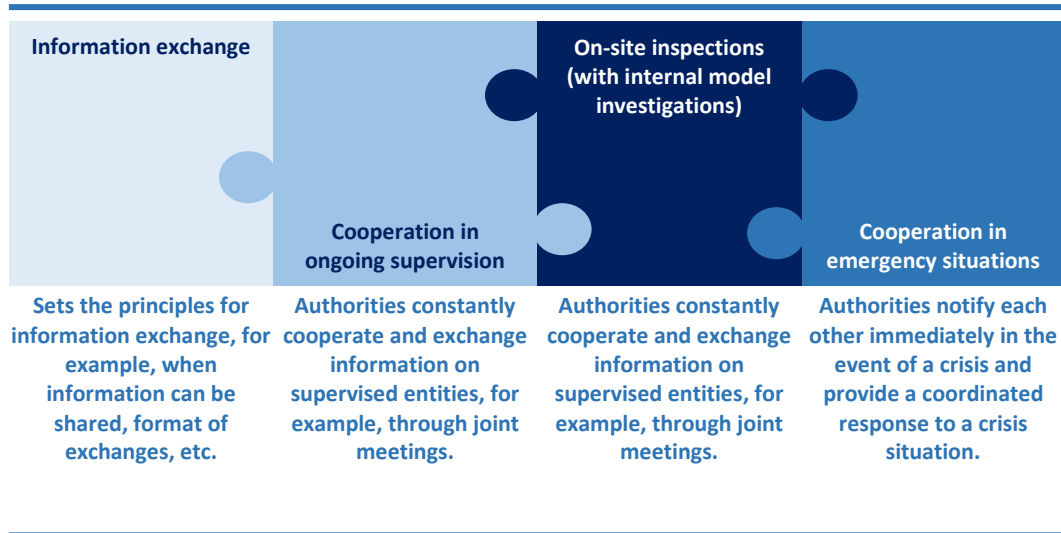 Information exchange
Cooperation in
ongoing supervision
On-site inspections
(with internal model
investigations)
Cooperation in
emergency situations
Sets the principles for
information exchange, for
example, when
information can be
shared, format of
exchanges, etc.
Authorities constantly
cooperate and exchange
information on
supervised entities, for
example, through joint
meetings.
Authorities constantly
cooperate and exchange
information on
supervised entities, for
example, through joint
meetings.
Authorities notify each
other immediately in the
event of a crisis and
provide a coordinated
response to a crisis
situation.